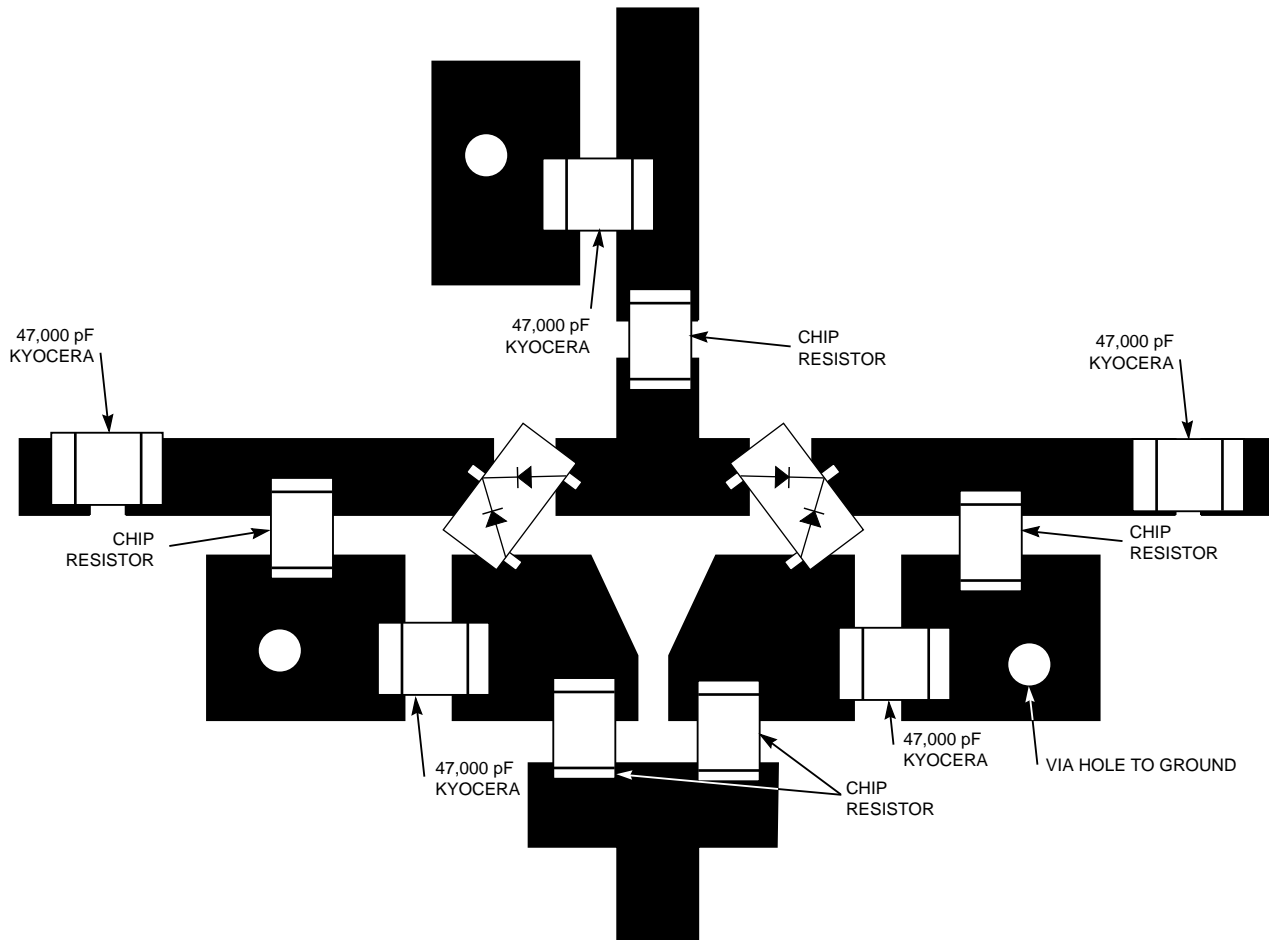 47,000 pF
KYOCERA
47,000 pF
KYOCERA
CHIP
RESISTOR
47,000 pF
KYOCERA
CHIP
RESISTOR
CHIP
RESISTOR
47,000 pF
KYOCERA
47,000 pF
KYOCERA
VIA HOLE TO GROUND
CHIP
RESISTOR